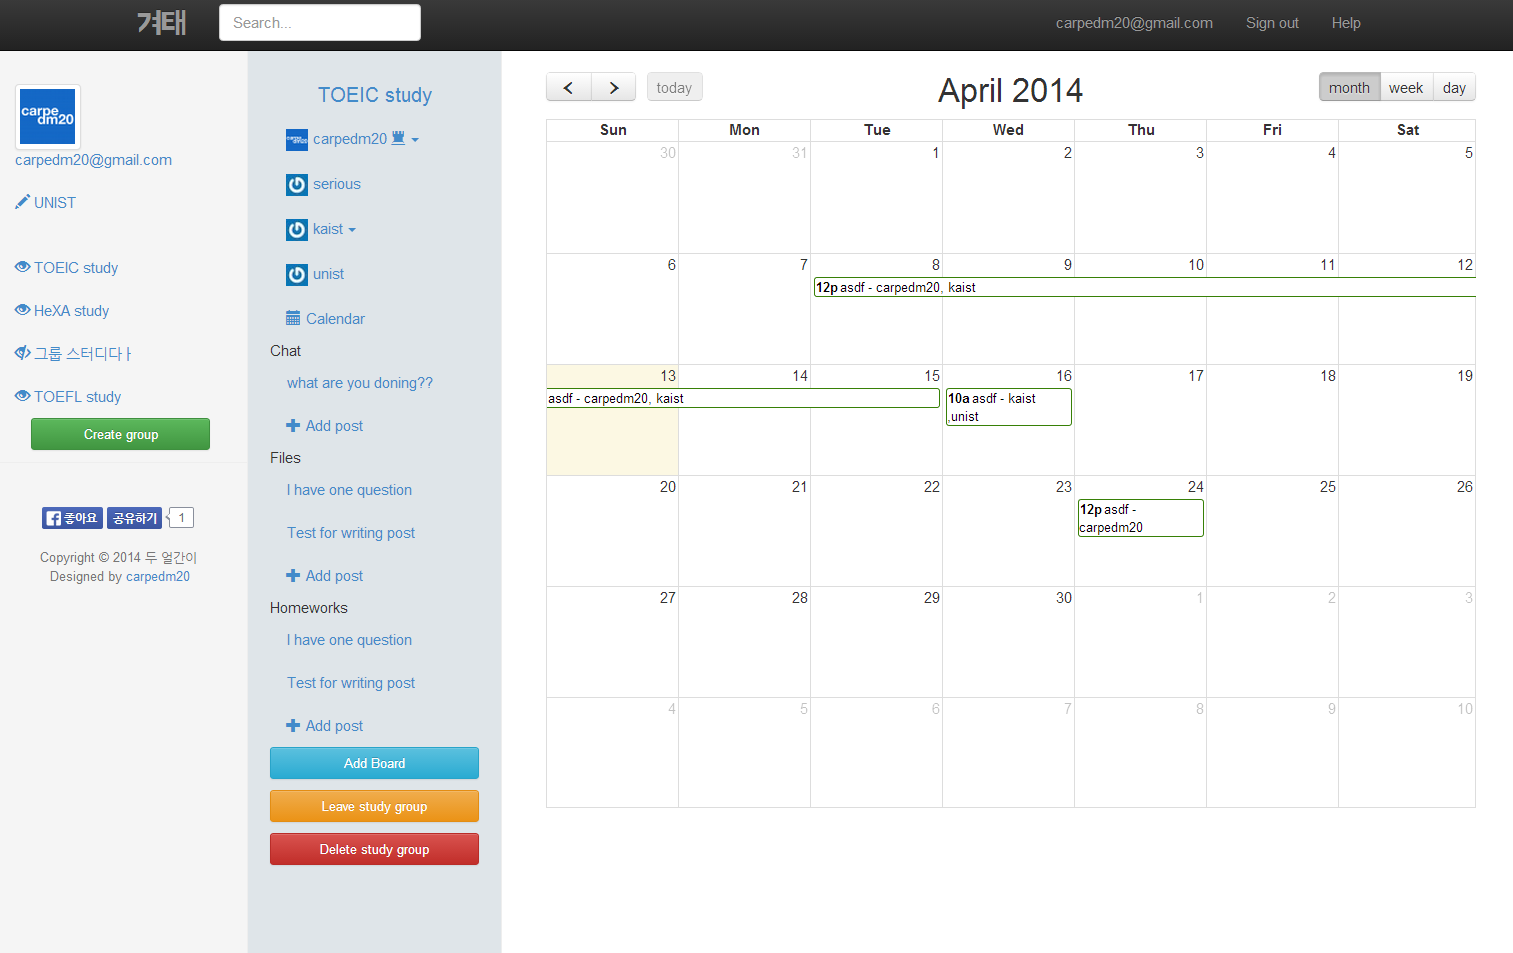 겨태
Search...
carpedm20@gmail.com
Sign out
Help
carpe
dm20
carpedm20@gmail.com
UNIST
TOEIC study
HeXA study
그룹 스터디다ㅏ
TOEFL study
Create group
좋아요
공유하기
1
Copyright © 2014 두 얼간이
Designed by carpedm20
TOEIC study
carpedm20
serious
kaist
unist
Calendar
Chat
what are you doning??
Add post
Files
I have one question
Test for writing post
Add post
Homeworks
I have one question
Test for writing post
Add post
Add Board
Leave study group
Delete study group
today
April 2014
month week day
Sun Mon Tue Wed Thu Fri Sat
30 31 1 2 3 4 5
6 7 8 9 10 11 12
12p asdf - carpedm20, kaist
13 14 15 16 17 18 19
asdf - carpedm20, kaist
10a asdf - kaist
,unist
20 21 22 23 24 25 26
12p asdf -
carpedm20
27 28 29 30 1 2 3
4 5 6 7 8 9 10